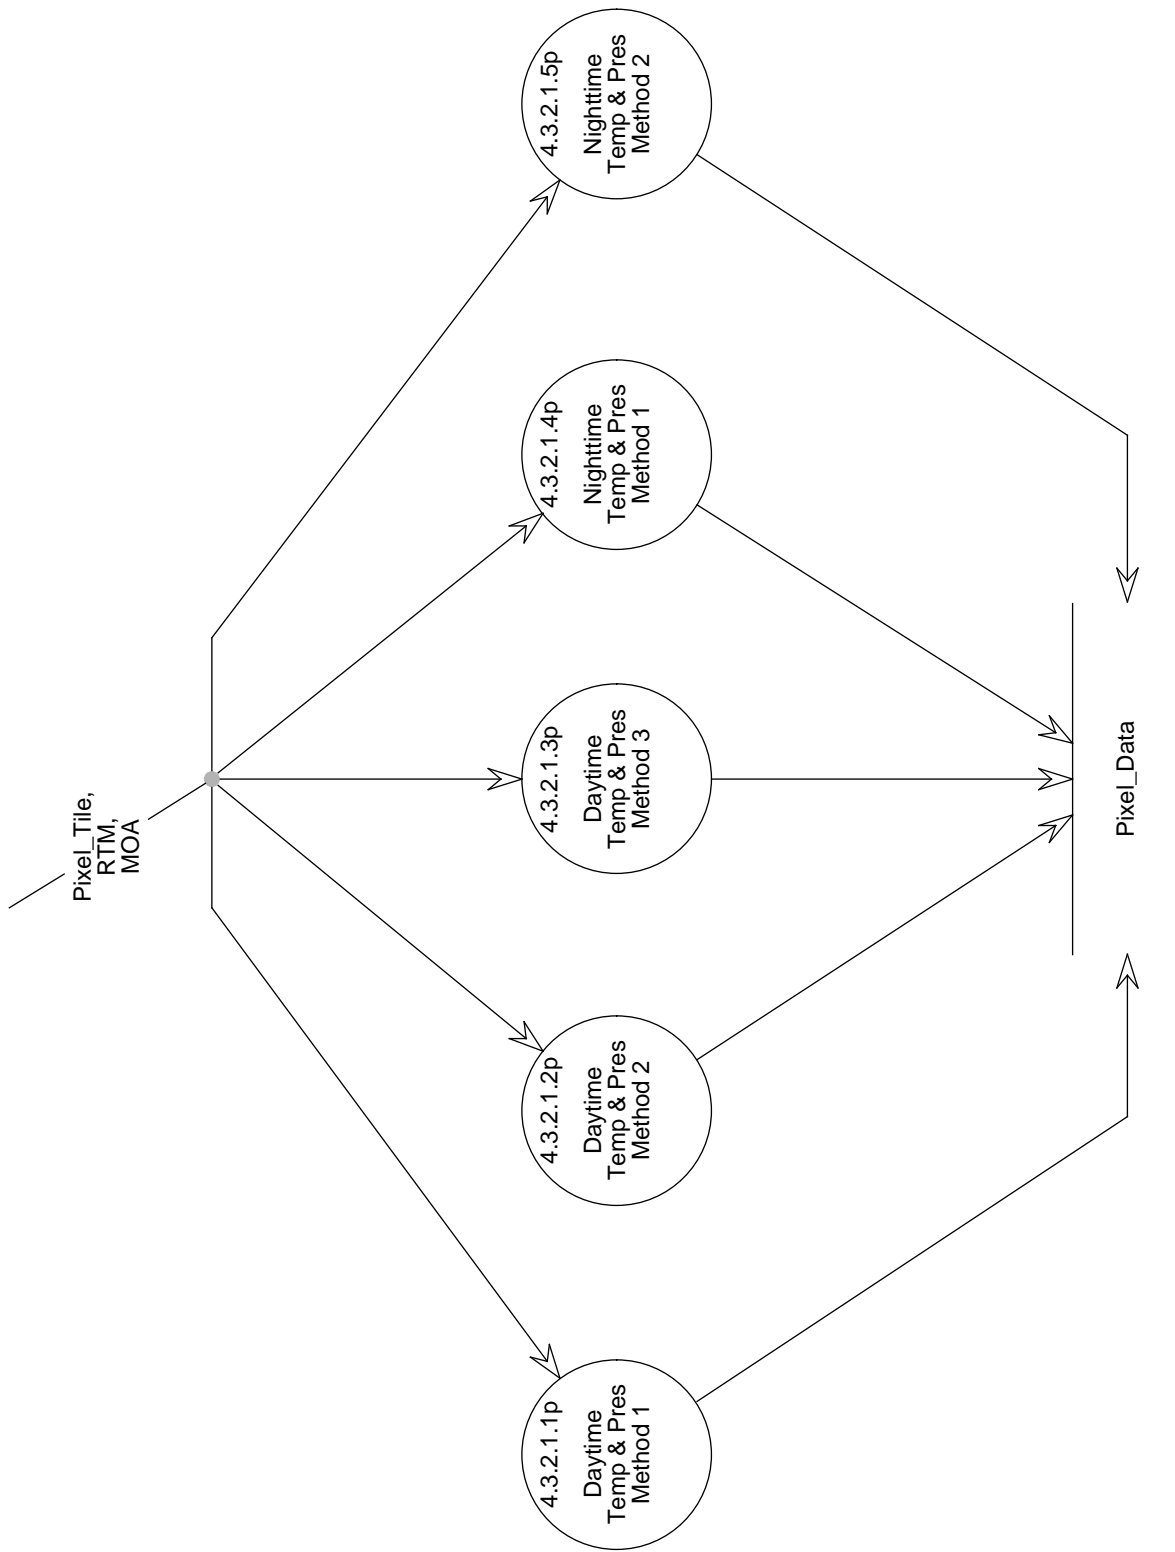 Pixel_Tile,
RTM,
MOA
4.3.2.1.1p
Daytime
Temp & Pres
Method 1
4.3.2.1.2p
Daytime
Temp & Pres
Method 2
4.3.2.1.3p
Daytime
Temp & Pres
Method 3
4.3.2.1.4p
Nighttime
Temp & Pres
Method 1
4.3.2.1.5p
Nighttime
Temp & Pres
Method 2
Pixel_Data